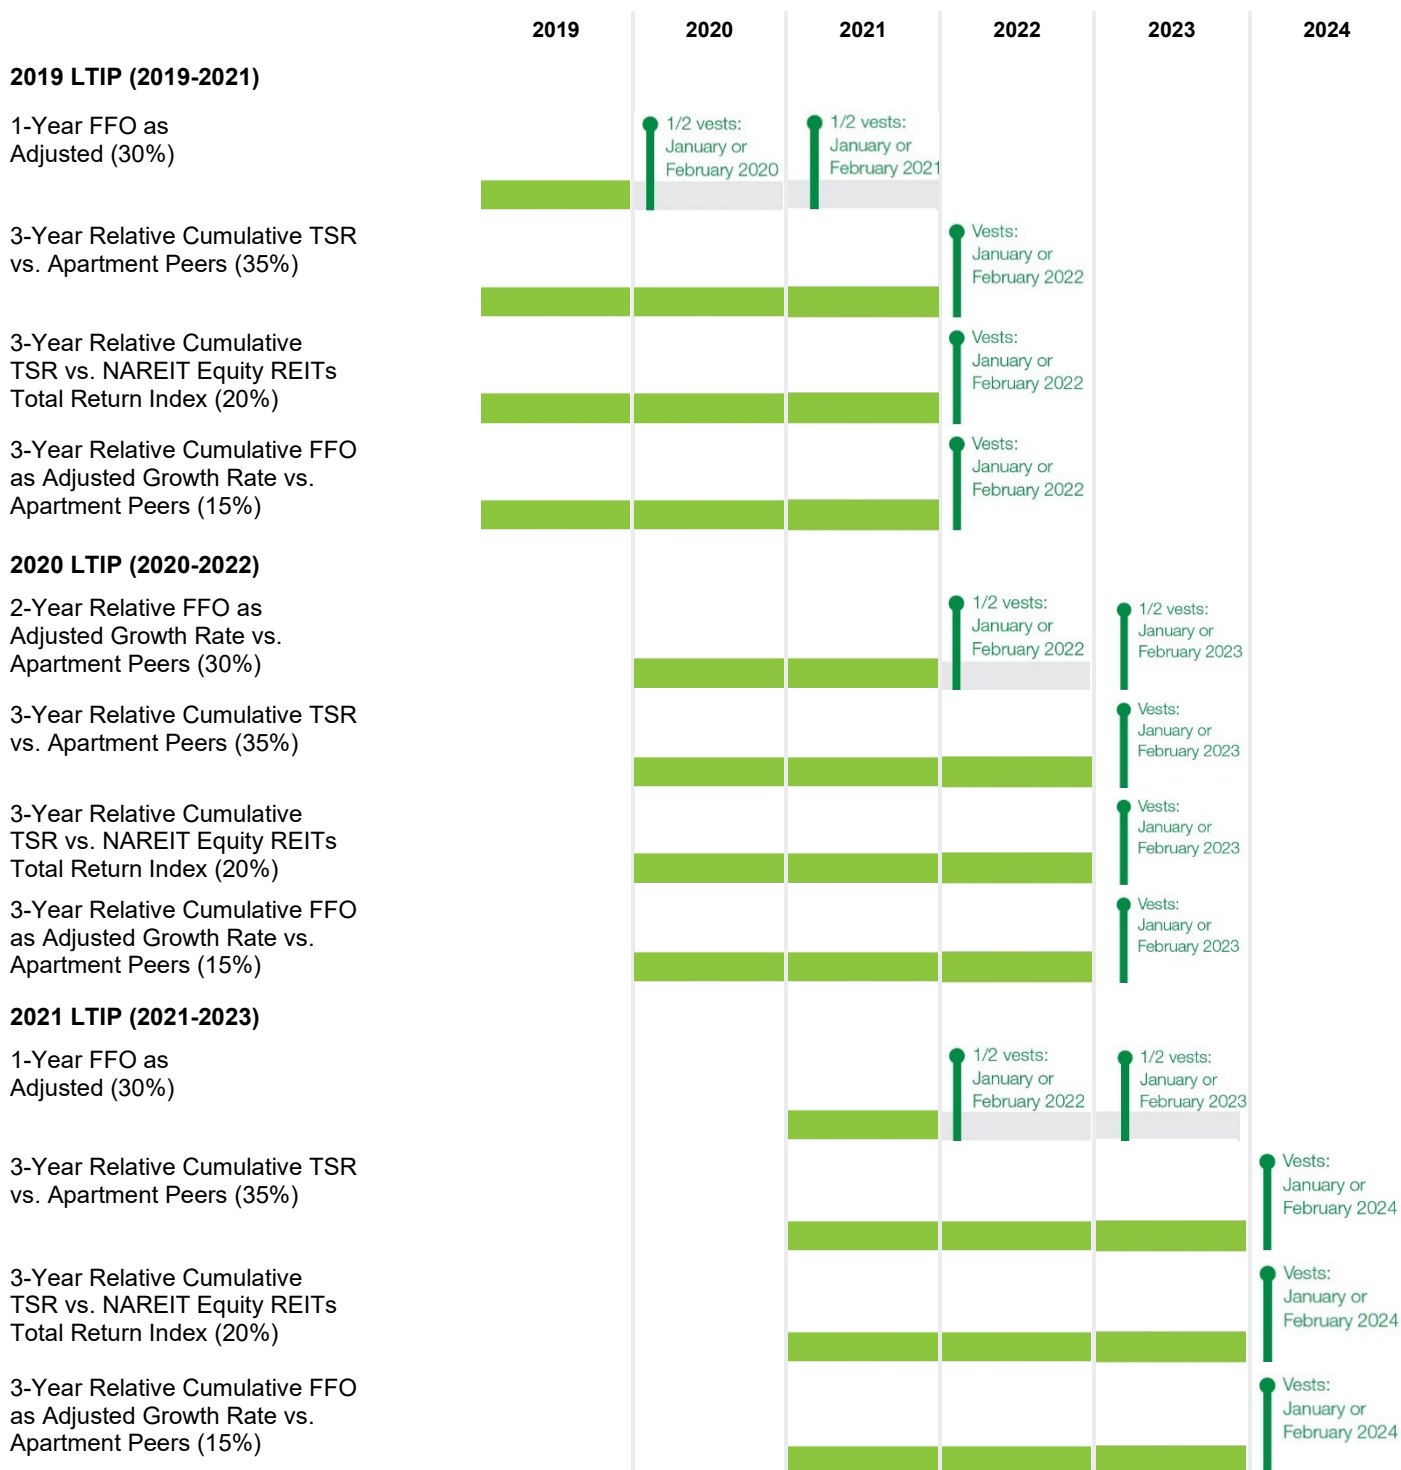 2019 2020 2021 2022 2023 2024
2019 LTIP (2019-2021)
1-Year FFO as
Adjusted (30%)
1/2 vests:
January or
February 2020
1/2 vests:
January or
February 2021
3-Year Relative Cumulative TSR
vs. Apartment Peers (35%)
Vests:
January or
February 2022
3-Year Relative Cumulative
TSR vs. NAREIT Equity REITs
Total Return Index (20%)
Vests:
January or
February 2022
3-Year Relative Cumulative FFO
as Adjusted Growth Rate vs.
Apartment Peers (15%)
Vests:
January or
February 2022
2020 LTIP (2020-2022)
2-Year Relative FFO as
Adjusted Growth Rate vs.
Apartment Peers (30%)
1/2 vests:
January or
February 2022
1/2 vests:
January or
February 2023
3-Year Relative Cumulative TSR
vs. Apartment Peers (35%)
Vests:
January or
February 2023
3-Year Relative Cumulative
TSR vs. NAREIT Equity REITs
Total Return Index (20%)
Vests:
January or
February 2023
3-Year Relative Cumulative FFO
as Adjusted Growth Rate vs.
Apartment Peers (15%)
Vests:
January or
February 2023
2021 LTIP (2021-2023)
1-Year FFO as
Adjusted (30%)
1/2 vests:
January or
February 2022
1/2 vests:
January or
February 2023
3-Year Relative Cumulative TSR
vs. Apartment Peers (35%)
Vests:
January or
February 2024
3-Year Relative Cumulative
TSR vs. NAREIT Equity REITs
Total Return Index (20%)
Vests:
January or
February 2024
3-Year Relative Cumulative FFO
as Adjusted Growth Rate vs.
Apartment Peers (15%)
Vests:
January or
February 2024